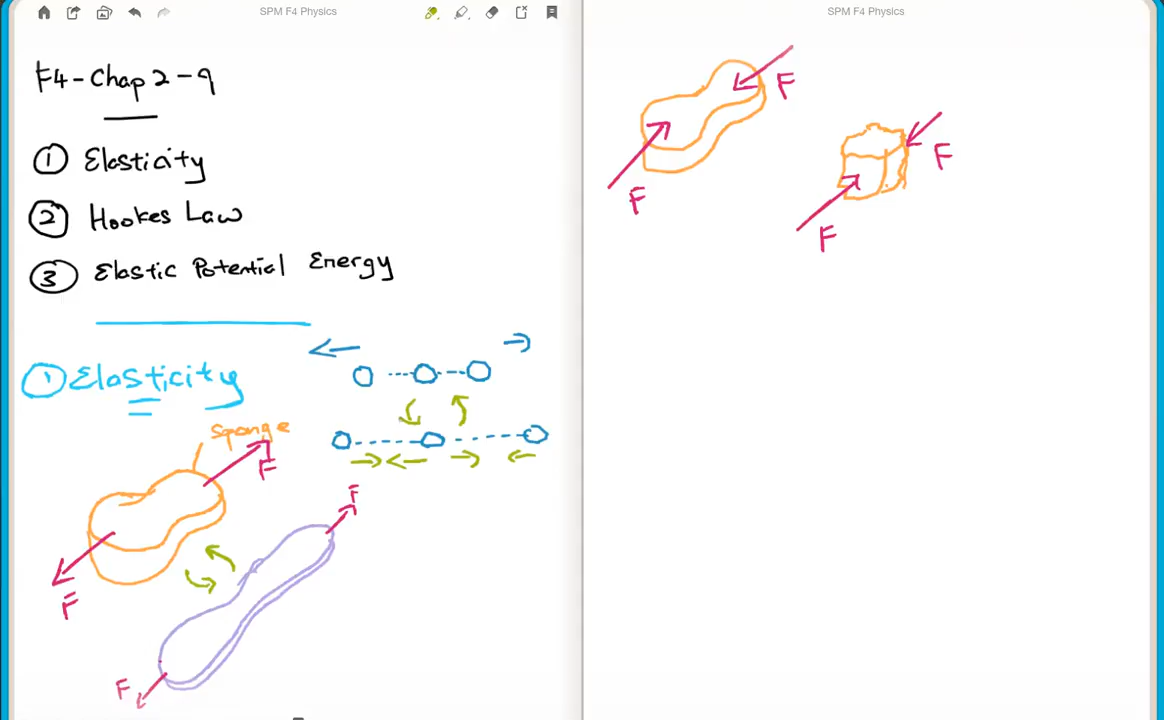 SPM F4 Physics
F4-Chap 2-9
① Elasticity
② Hookes Law
③ Elastic Potential Energy
① Elasticity
Sponge
F
F
F
F
SPM F4 Physics
F
F
F
F